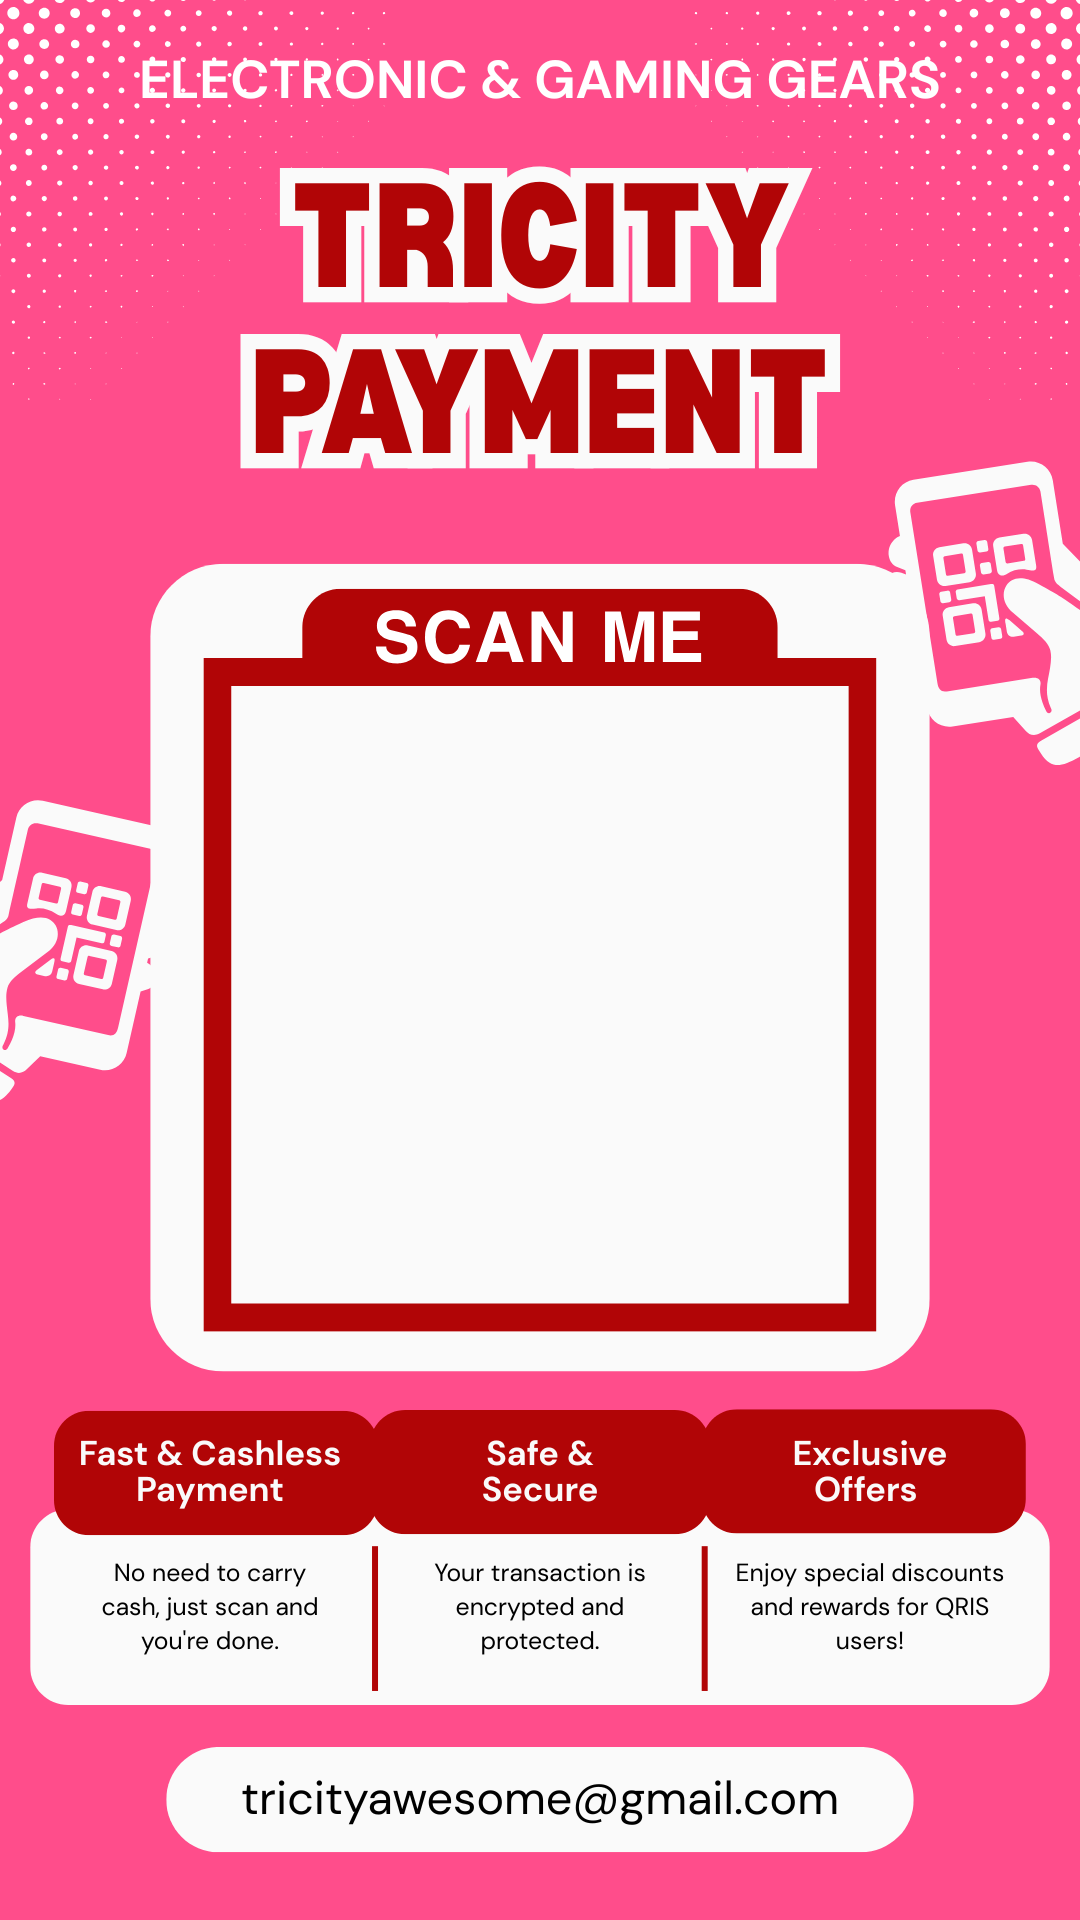 ELECTRONIC & GAMING GEARS
TRICITY
PAYMENT
SCAN ME
Fast & Cashless
Payment
No need to carry
cash, just scan and
you're done.
Safe &
Secure
Your transaction is
encrypted and
protected.
Exclusive
Offers
Enjoy special discounts
and rewards for QRIS
users!
tricityawesome@gmail.com